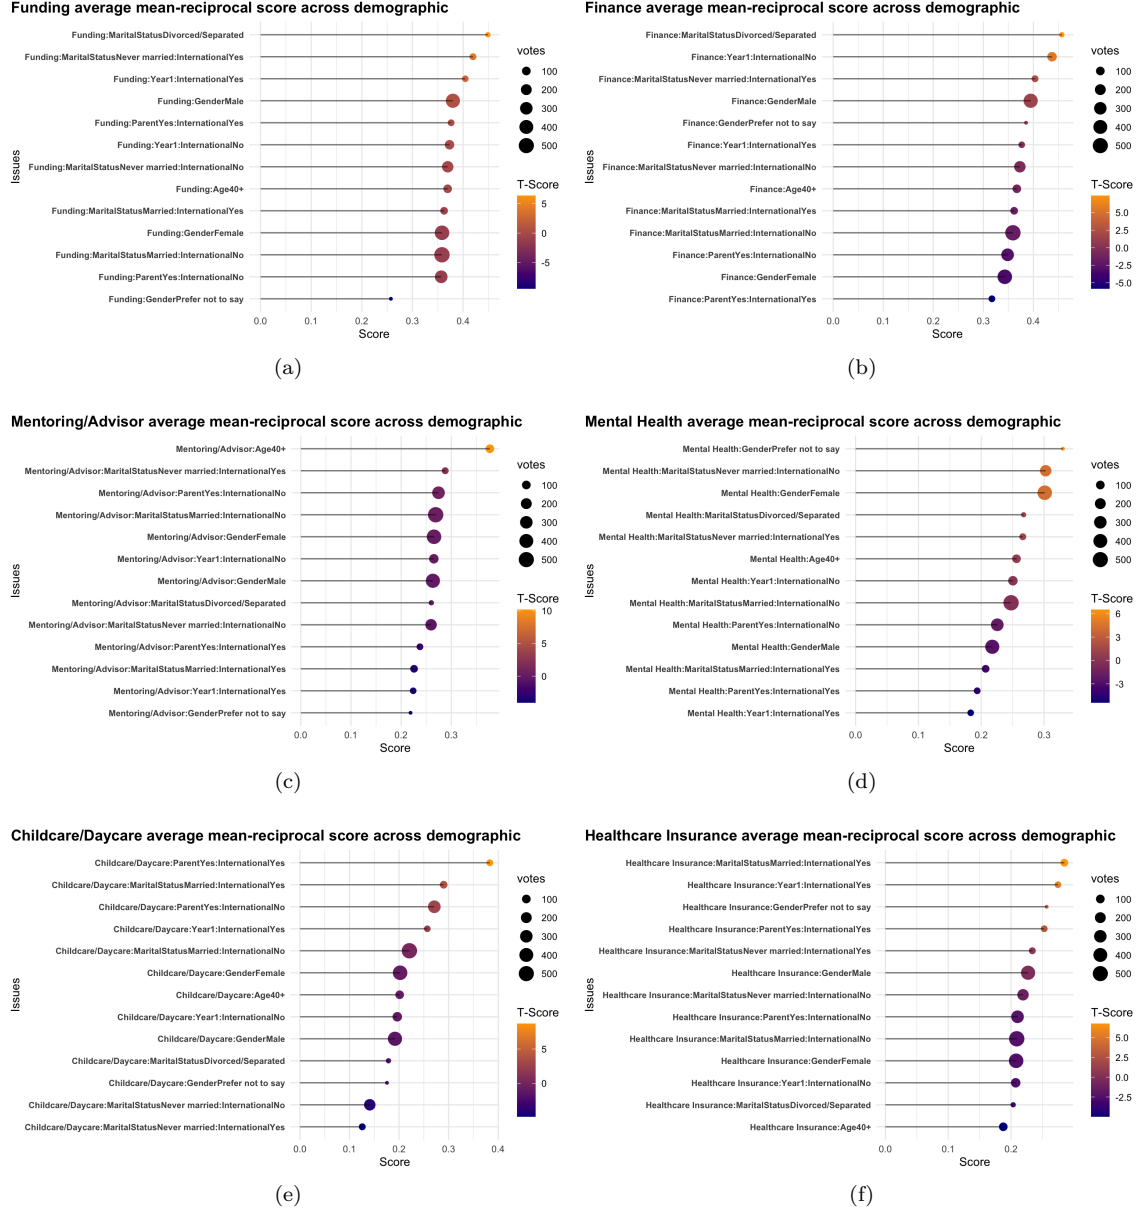 Funding average mean-reciprocal score across demographic
Issues
Funding:MaritalStatusDivorced/Separated
Funding:MaritalStatusNever married:InternationalYes
Funding:Year1:InternationalYes
Funding:GenderMale
Funding:ParentYes:InternationalYes
Funding:Year1:InternationalNo
Funding:MaritalStatusNever married:InternationalNo
Funding:Age40+
Funding:MaritalStatusMarried:InternationalYes
Funding:GenderFemale
Funding:MaritalStatusMarried:InternationalNo
Funding:ParentYes:InternationalNo
Funding:GenderPrefer not to say
0.0 0.1 0.2 0.3 0.4
Score
votes
100
200
300
400
500
T-Score
5
0
-5
(a)
Finance average mean-reciprocal score across demographic
Issues
Finance:MaritalStatusDivorced/Separated
Finance:Year1:InternationalNo
Finance:MaritalStatusNever married:InternationalYes
Finance:GenderMale
Finance:GenderPrefer not to say
Finance:Year1:InternationalYes
Finance:MaritalStatusNever married:InternationalNo
Finance:Age40+
Finance:MaritalStatusMarried:InternationalYes
Finance:MaritalStatusMarried:InternationalNo
Finance:ParentYes:InternationalNo
Finance:GenderFemale
Finance:ParentYes:InternationalYes
0.0 0.1 0.2 0.3 0.4
Score
votes
100
200
300
400
500
T-Score
5.0
2.5
0.0
-2.5
-5.0
(b)
Mentoring/Advisor average mean-reciprocal score across demographic
Issues
Mentoring/Advisor:Age40+
Mentoring/Advisor:MaritalStatusNever married:InternationalYes
Mentoring/Advisor:ParentYes:InternationalNo
Mentoring/Advisor:MaritalStatusMarried:InternationalNo
Mentoring/Advisor:GenderFemale
Mentoring/Advisor:Year1:InternationalNo
Mentoring/Advisor:GenderMale
Mentoring/Advisor:MaritalStatusDivorced/Separated
Mentoring/Advisor:MaritalStatusNever married:InternationalNo
Mentoring/Advisor:ParentYes:InternationalYes
Mentoring/Advisor:MaritalStatusMarried:InternationalYes
Mentoring/Advisor:Year1:InternationalYes
Mentoring/Advisor:GenderPrefer not to say
0.0 0.1 0.2 0.3
Score
votes
100
200
300
400
500
T-Score
10
5
0
(c)
Mental Health average mean-reciprocal score across demographic
Issues
Mental Health:GenderPrefer not to say
Mental Health:MaritalStatusNever married:InternationalNo
Mental Health:GenderFemale
Mental Health:MaritalStatusDivorced/Separated
Mental Health:MaritalStatusNever married:InternationalYes
Mental Health:Age40+
Mental Health:Year1:InternationalNo
Mental Health:MaritalStatusMarried:InternationalNo
Mental Health:ParentYes:InternationalNo
Mental Health:GenderMale
Mental Health:MaritalStatusMarried:InternationalYes
Mental Health:ParentYes:InternationalYes
Mental Health:Year1:InternationalYes
0.0 0.1 0.2 0.3
Score
votes
100
200
300
400
500
T-Score
6
3
0
-3
(d)
Childcare/Daycare average mean-reciprocal score across demographic
Issues
Childcare/Daycare:ParentYes:InternationalYes
Childcare/Daycare:MaritalStatusMarried:InternationalYes
Childcare/Daycare:ParentYes:InternationalNo
Childcare/Daycare:Year1:InternationalYes
Childcare/Daycare:MaritalStatusMarried:InternationalNo
Childcare/Daycare:GenderFemale
Childcare/Daycare:Age40+
Childcare/Daycare:Year1:InternationalNo
Childcare/Daycare:GenderMale
Childcare/Daycare:MaritalStatusDivorced/Separated
Childcare/Daycare:GenderPrefer not to say
Childcare/Daycare:MaritalStatusNever married:InternationalNo
Childcare/Daycare:MaritalStatusNever married:InternationalYes
0.0 0.1 0.2 0.3 0.4
Score
votes
100
200
300
400
500
T-Score
5
0
(e)
Healthcare Insurance average mean-reciprocal score across demographic
Issues
Healthcare Insurance:MaritalStatusMarried:InternationalYes
Healthcare Insurance:Year1:InternationalYes
Healthcare Insurance:GenderPrefer not to say
Healthcare Insurance:ParentYes:InternationalYes
Healthcare Insurance:MaritalStatusNever married:InternationalYes
Healthcare Insurance:GenderMale
Healthcare Insurance:MaritalStatusNever married:InternationalNo
Healthcare Insurance:ParentYes:InternationalNo
Healthcare Insurance:MaritalStatusMarried:InternationalNo
Healthcare Insurance:GenderFemale
Healthcare Insurance:Year1:InternationalNo
Healthcare Insurance:MaritalStatusDivorced/Separated
Healthcare Insurance:Age40+
0.0 0.1 0.2
Score
votes
100
200
300
400
500
T-Score
5.0
2.5
0.0
-2.5
(f)